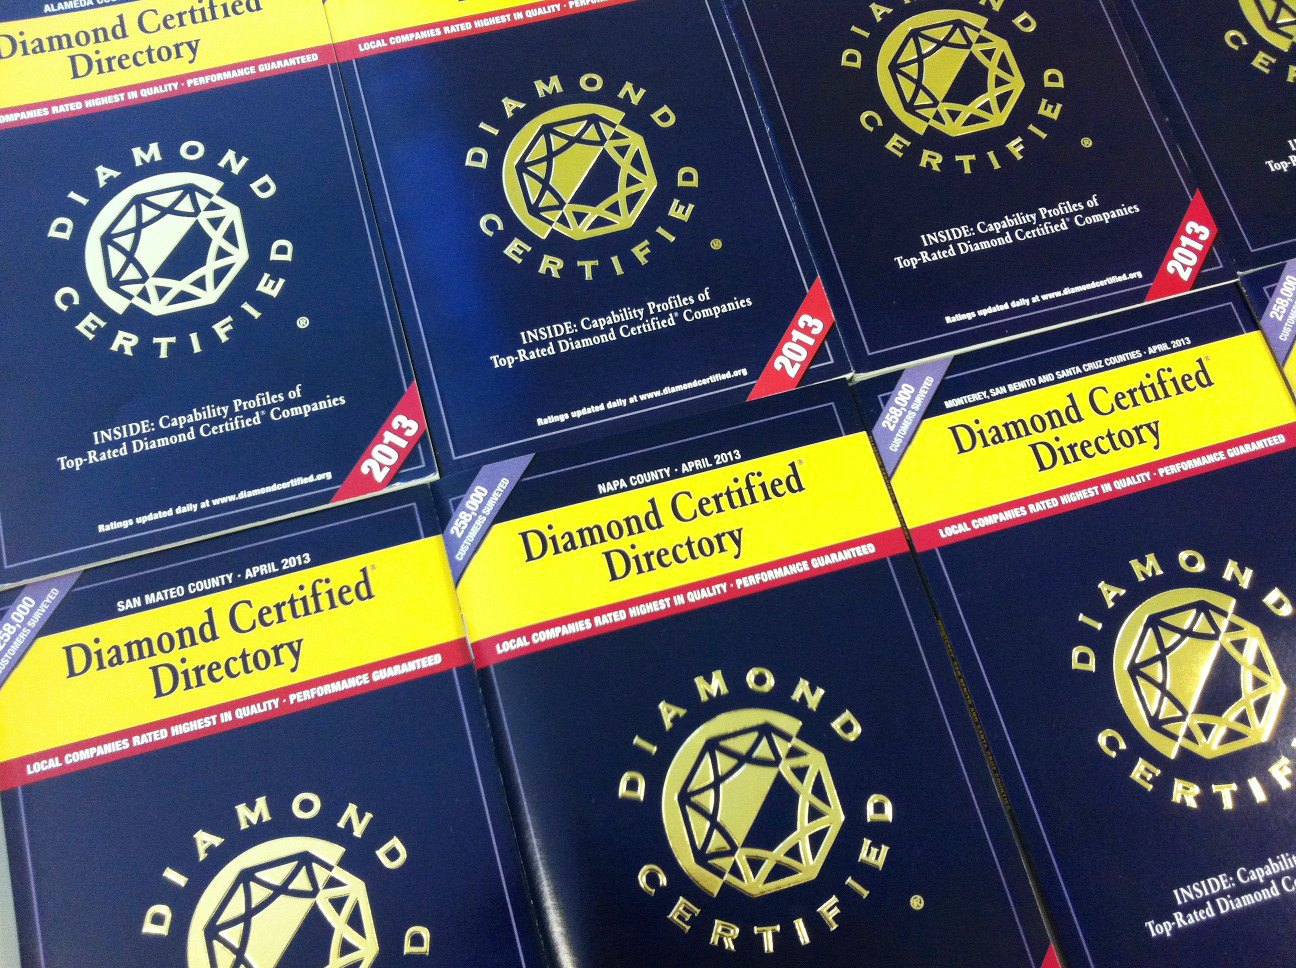 ALAMEDA
Diamond Certified
Directory
COMPANIES RATED HIGHEST IN QUALITY · PERFORMANCE GUARANTEED
DIAMOND
CERTIFIED
®
INSIDE: Capability Profiles of
Top-Rated Diamond Certified® Companies
Ratings updated daily at www.diamondcertified.org
2013
LOCAL COMPANIES RATED HIGHEST IN QUALITY
DIAMOND
CERTIFIED
®
INSIDE: Capability Profiles of
Top-Rated Diamond Certified® Companies
Ratings updated daily at www.diamondcertified.org
2013
DIAMOND
CERTIFIED
®
INSIDE: Capability Profiles of
Top-Rated Diamond Certified® Companies
Ratings updated daily at www.diamondcertified.org
2013
258,000
CUSTOMERS SURVEYED
SAN MATEO COUNTY · APRIL 2013
Diamond Certified®
Directory
LOCAL COMPANIES RATED HIGHEST IN QUALITY · PERFORMANCE GUARANTEED
DIAMOND
258,000
CUSTOMERS SURVEYED
NAPA COUNTY · APRIL 2013
Diamond Certified®
Directory
LOCAL COMPANIES RATED HIGHEST IN QUALITY · PERFORMANCE GUARANTEED
DIAMOND
CERTIFIED
®
258,000
CUSTOMERS SURVEYED
MONTEREY, SAN BENITO AND SANTA CRUZ COUNTIES · APRIL 2013
Diamond Certified®
Directory
LOCAL COMPANIES RATED HIGHEST IN QUALITY · PERFORMANCE GUARANTEED
DIAMOND
CERTIF
INSIDE: Capability
Top-Rated Diamond
258,000